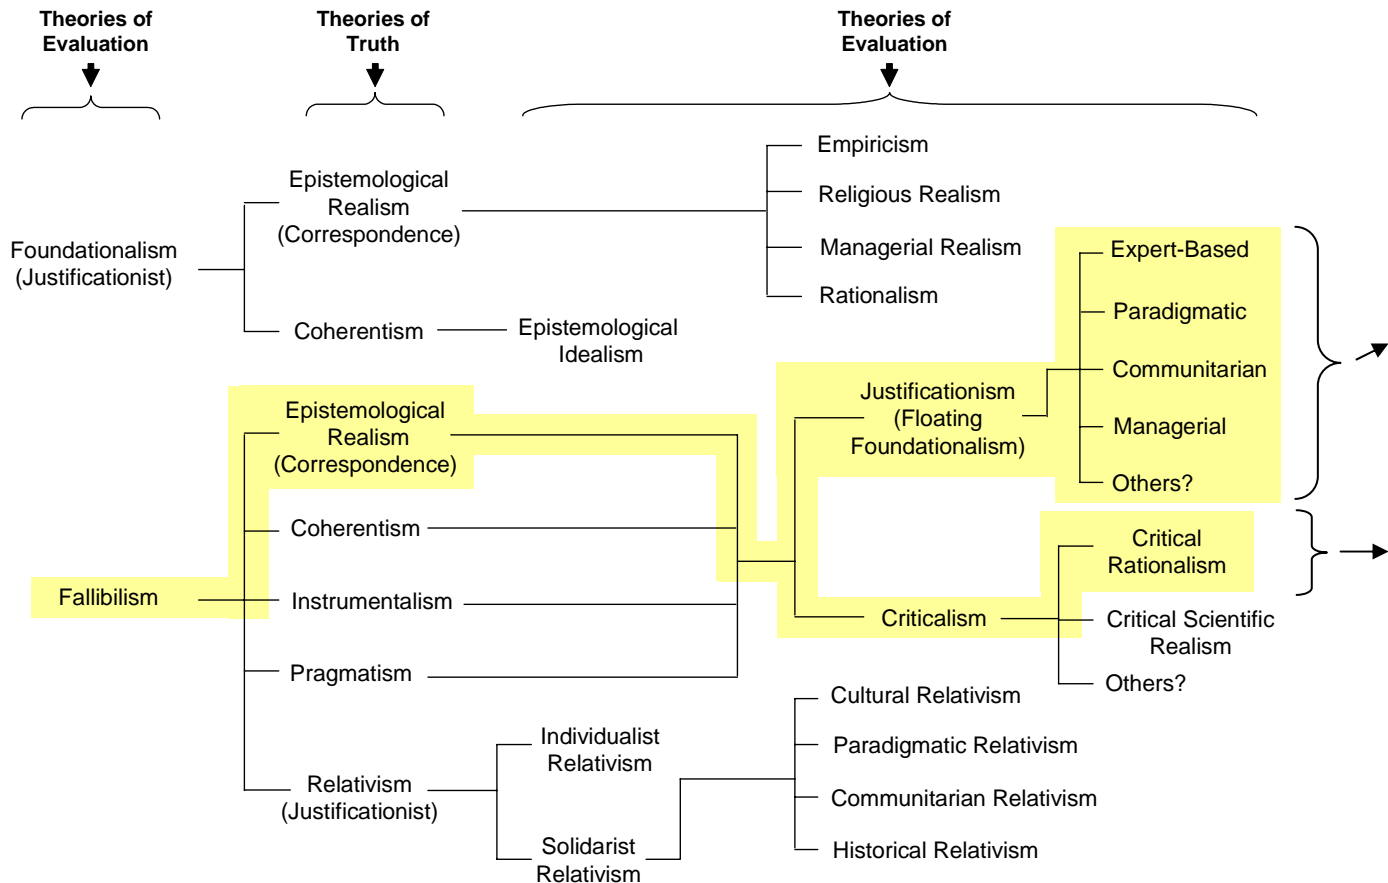 Theories of
Evaluation
Theories of
Truth
Theories of
Evaluation
Foundationalism
(Justificationist)
Epistemological
Realism
(Correspondence)
Empiricism
Religious Realism
Managerial Realism
Rationalism
Coherentism
Epistemological
Idealism
Fallibilism
Epistemological
Realism
(Correspondence)
Coherentism
Instrumentalism
Pragmatism
Justificationism
(Floating
Foundationalism)
Expert-Based
Paradigmatic
Communitarian
Managerial
Others?
Criticalism
Critical
Rationalism
Critical Scientific
Realism
Others?
Relativism
(Justificationist)
Individualist
Relativism
Solidarist
Relativism
Cultural Relativism
Paradigmatic Relativism
Communitarian Relativism
Historical Relativism